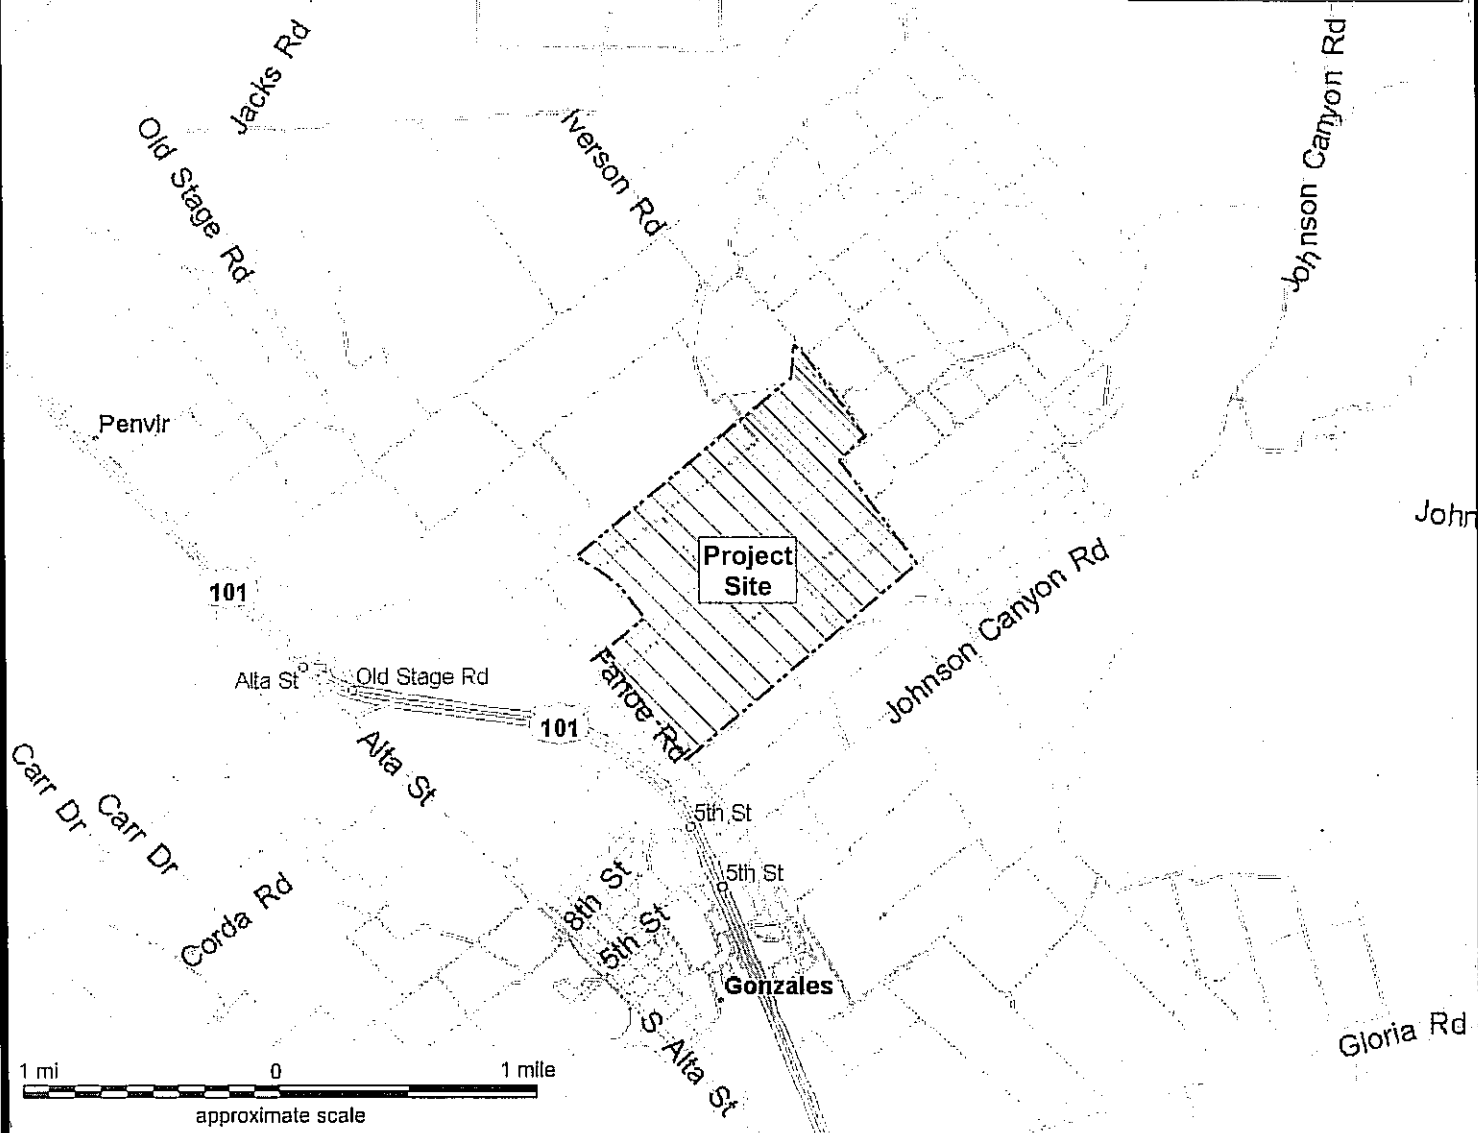 Jacks Rd
Old Stage Rd
Iverson Rd
Johnson Canyon Rd
Penvir
John
Project
Site
101
Johnson Canyon Rd
Alta St
Old Stage Rd
Fanoe Rd
101
Alta St
Carr Dr
Carr Dr
5th St
5th St
8th St
5th St
Corda Rd
Gonzales
S Alta St
Gloria Rd
1 mi 0 1 mile
approximate scale